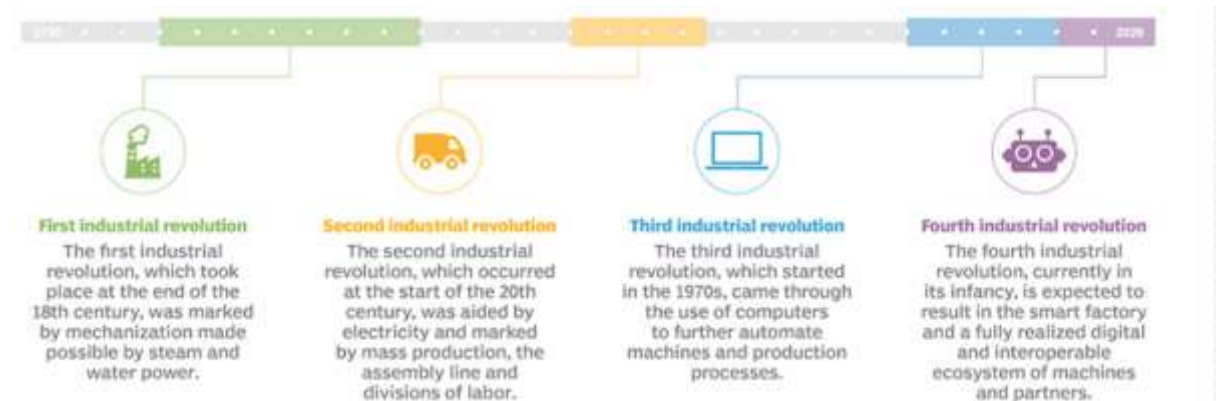 1730
2020
First industrial revolution
The first industrial
revolution, which took
place at the end of the
18th century, was marked
by mechanization made
possible by steam and
water power.
Second industrial revolution
The second industrial
revolution, which occurred
at the start of the 20th
century, was aided by
electricity and marked
by mass production, the
assembly line and
divisions of labor.
Third industrial revolution
The third industrial
revolution, which started
in the 1970s, came through
the use of computers
to further automate
machines and production
processes.
Fourth industrial revolution
The fourth industrial
revolution, currently in
its infancy, is expected to
result in the smart factory
and a fully realized digital
and interoperable
ecosystem of machines
and partners.